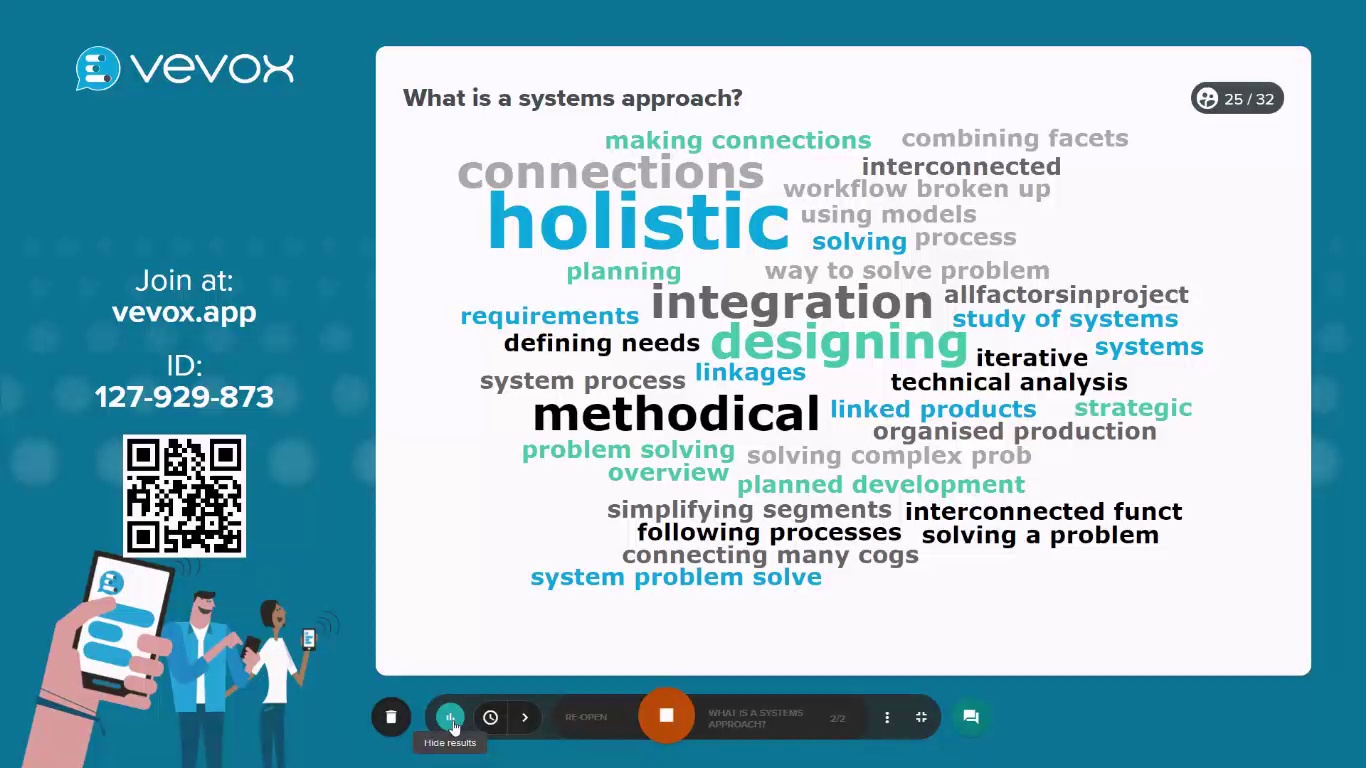 vevox
Join at:
vevox.app
ID:
127-929-873
What is a systems approach?
25 / 32
making connections
combining facets
connections
interconnected
workflow broken up
holistic
using models
solving
process
planning
way to solve problem
integration
allfactorsinproject
requirements
study of systems
defining needs
designing
iterative
systems
system process
linkages
technical analysis
methodical
linked products
strategic
organised production
problem solving
solving complex prob
overview
planned development
simplifying segments
interconnected funct
following processes
solving a problem
connecting many cogs
system problem solve
RE-OPEN
WHAT IS A SYSTEMS
APPROACH?
2/2
Hide results